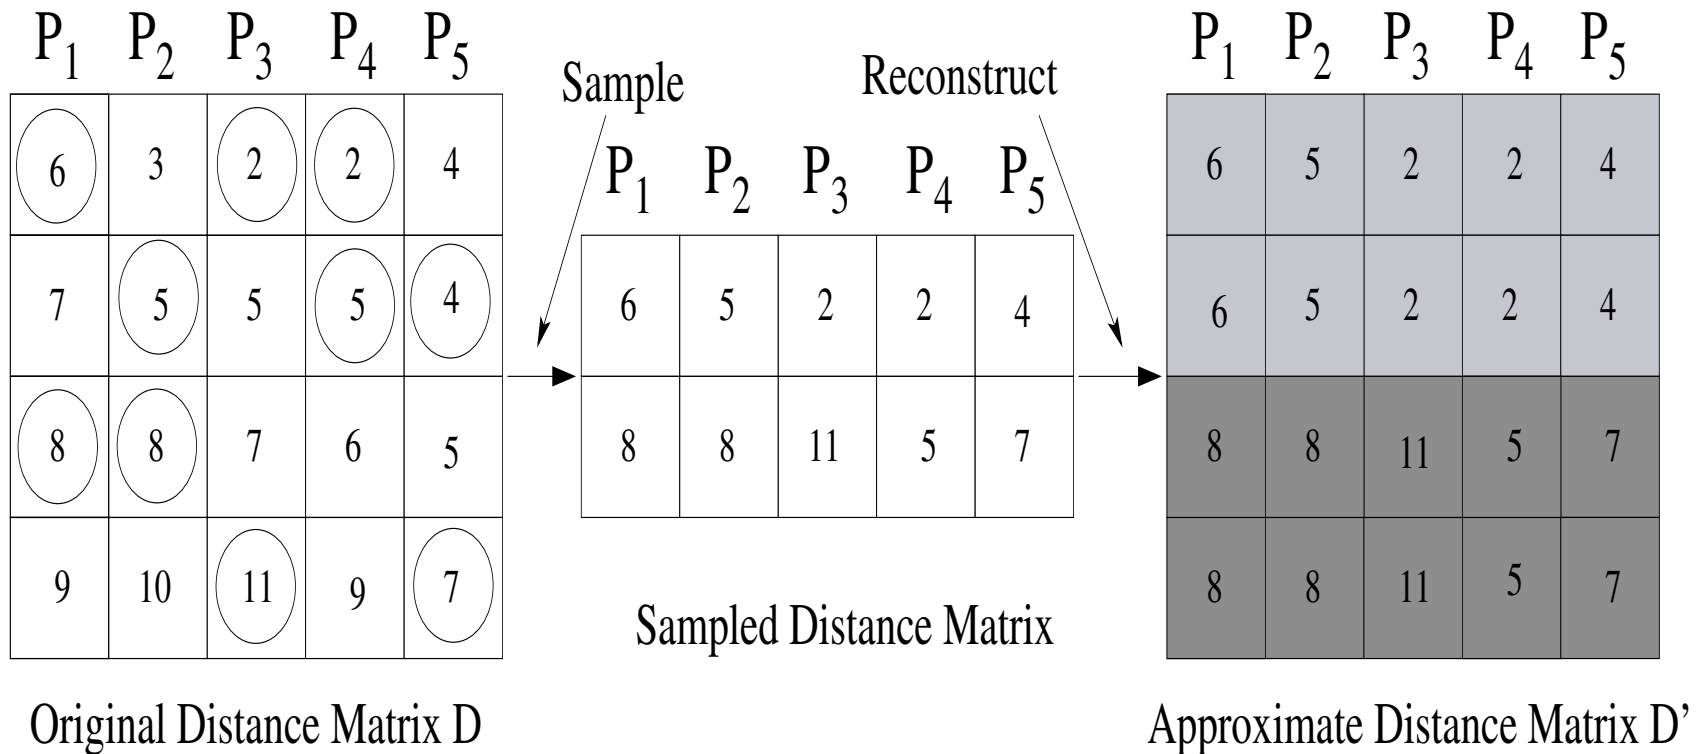 P1 P2 P3 P4 P5
6 3 2 2 4
7 5 5 5 4
8 8 7 6 5
9 10 11 9 7
Original Distance Matrix D
Sample
Reconstruct
P1 P2 P3 P4 P5
6 5 2 2 4
8 8 11 5 7
Sampled Distance Matrix
P1 P2 P3 P4 P5
6 5 2 2 4
6 5 2 2 4
8 8 11 5 7
8 8 11 5 7
Approximate Distance Matrix D’